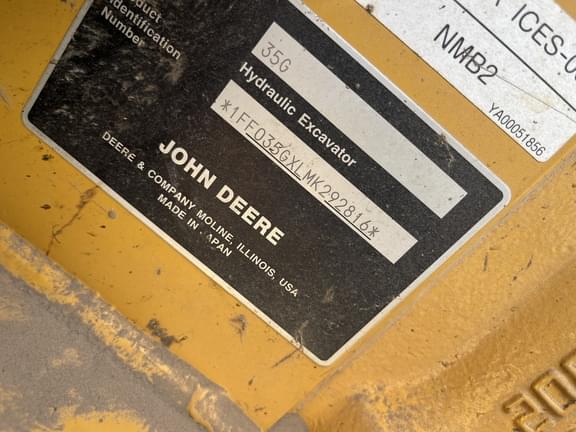 Product
Identification
Number
35G
Hydraulic Excavator
*1FF035GXLMK292816*
JOHN DEERE
DEERE & COMPANY MOLINE, ILLINOIS, USA
MADE IN JAPAN
ICES-0
NMB2
YA00051856